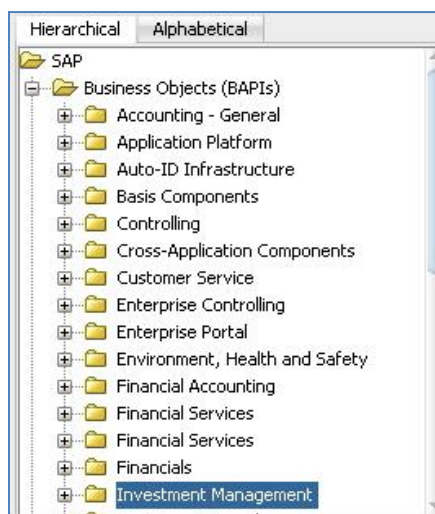 Hierarchical Alphabetical
SAP
Business Objects (BAPIs)
Accounting - General
Application Platform
Auto-ID Infrastructure
Basis Components
Controlling
Cross-Application Components
Customer Service
Enterprise Controlling
Enterprise Portal
Environment, Health and Safety
Financial Accounting
Financial Services
Financial Services
Financials
Investment Management